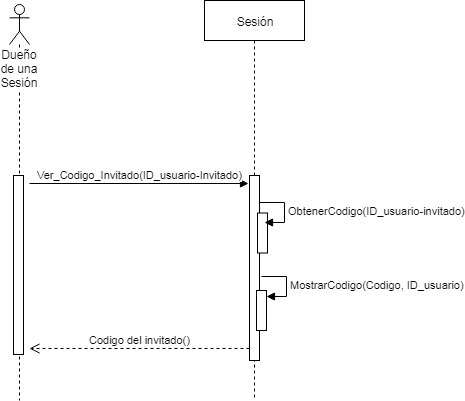 Sesión
Dueño
de una
Sesión
Ver_Codigo_Invitado(ID_usuario-Invitado)
ObtenerCodigo(ID_usuario-invitado)
MostrarCodigo(Codigo, ID_usuario)
Codigo del invitado()